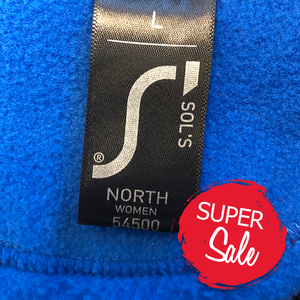 L
SOL'S
®
NORTH
WOMEN
54500
SUPER
Sale